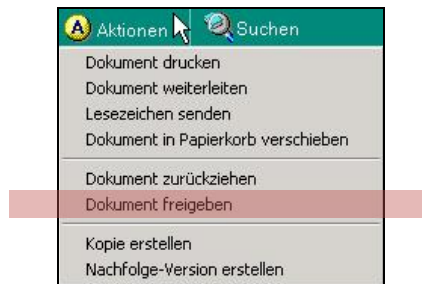 A Aktionen Suchen
Dokument drucken
Dokument weiterleiten
Lesezeichen senden
Dokument in Papierkorb verschieben
Dokument zurückziehen
Dokument freigeben
Kopie erstellen
Nachfolge-Version erstellen